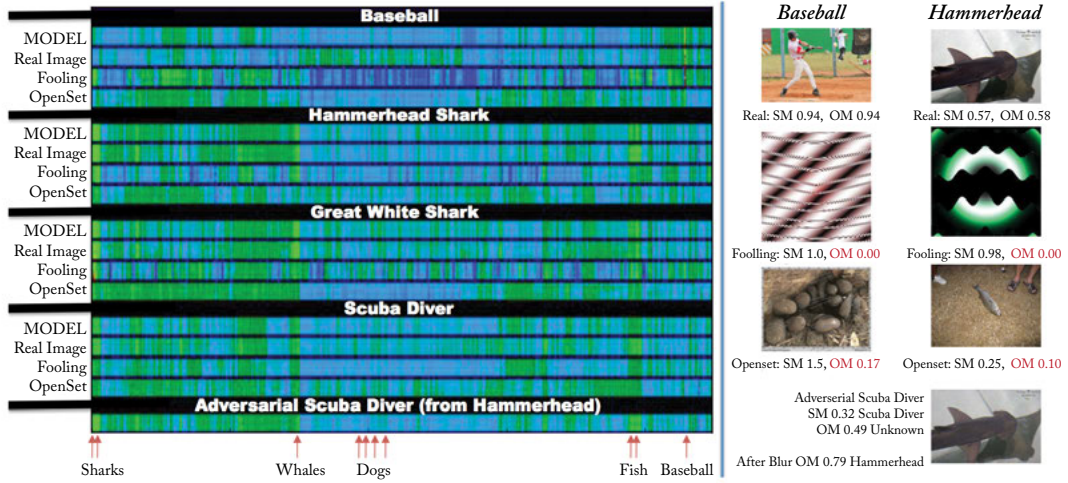 Baseball
MODEL
Real Image
Fooling
OpenSet
Hammerhead Shark
MODEL
Real Image
Fooling
OpenSet
Great White Shark
MODEL
Real Image
Fooling
OpenSet
Scuba Diver
MODEL
Real Image
Fooling
OpenSet
Adversarial Scuba Diver (from Hammerhead)
Sharks Whales Dogs Fish Baseball
Baseball Hammerhead
Real: SM 0.94, OM 0.94 Real: SM 0.57, OM 0.58
Foolling: SM 1.0, OM 0.00 Fooling: SM 0.98, OM 0.00
Openset: SM 1.5, OM 0.17 Openset: SM 0.25, OM 0.10
Adverserial Scuba Diver
SM 0.32 Scuba Diver
OM 0.49 Unknown
After Blur OM 0.79 Hammerhead